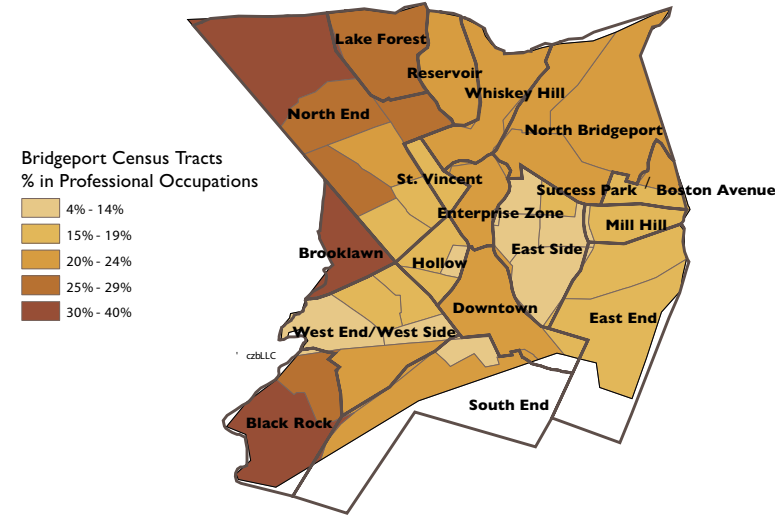 Lake Forest
Reservoir
Whiskey Hill
North End
North Bridgeport
Bridgeport Census Tracts
% in Professional Occupations
4% - 14%
15% - 19%
20% - 24%
25% - 29%
30% - 40%
St. Vincent
Success Park
Boston Avenue
Enterprise Zone
Mill Hill
East Side
Brooklawn
Hollow
Downtown
East End
West End/West Side
' czbLLC
South End
Black Rock